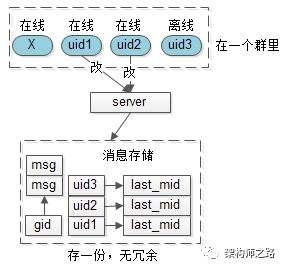 在线 在线 在线 离线
X uid1 uid2 uid3
在一个群里
改 改
server
消息存储
msg
msg
gid
uid3 last_mid
uid2 last_mid
uid1 last_mid
存一份，无冗余
架构师之路